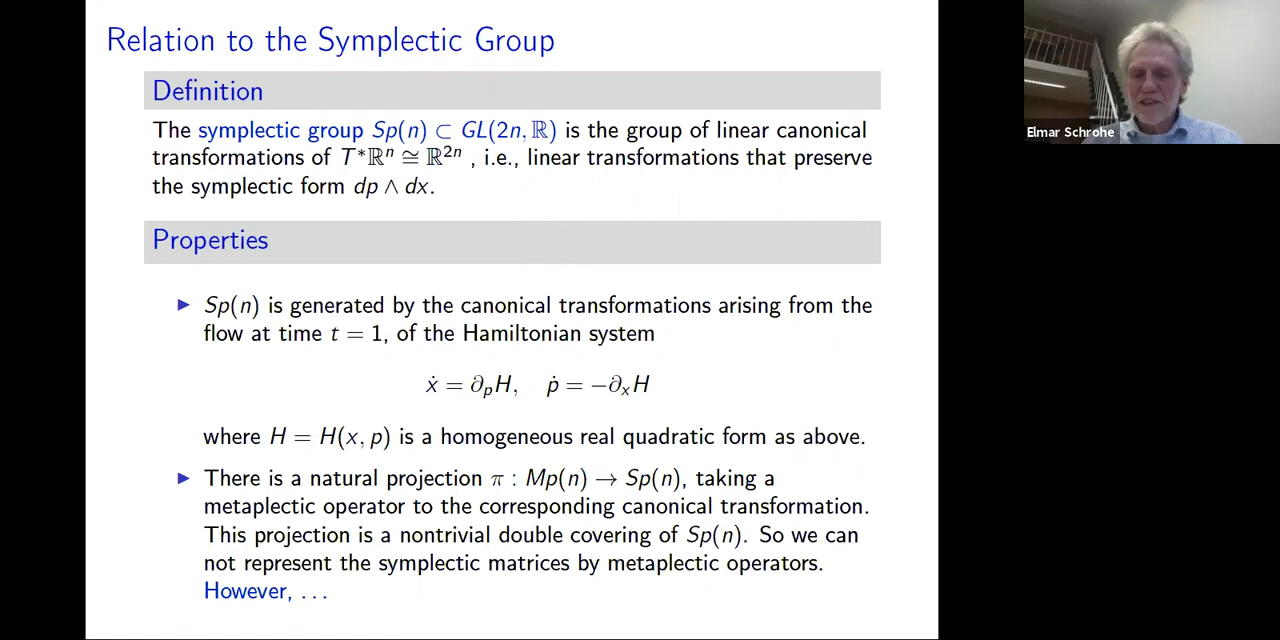 Relation to the Symplectic Group
Definition
The symplectic group Sp(n) ⊂ GL(2n, ℝ) is the group of linear canonical
transformations of T*ℝⁿ ≅ ℝ²ⁿ , i.e., linear transformations that preserve
the symplectic form dp ∧ dx.
Properties
▶ Sp(n) is generated by the canonical transformations arising from the
flow at time t = 1, of the Hamiltonian system
ẋ = ∂ₚH, ṗ = −∂ₓH
where H = H(x, p) is a homogeneous real quadratic form as above.
▶ There is a natural projection π : Mp(n) → Sp(n), taking a
metaplectic operator to the corresponding canonical transformation.
This projection is a nontrivial double covering of Sp(n). So we can
not represent the symplectic matrices by metaplectic operators.
However, . . .
Elmar Schrohe